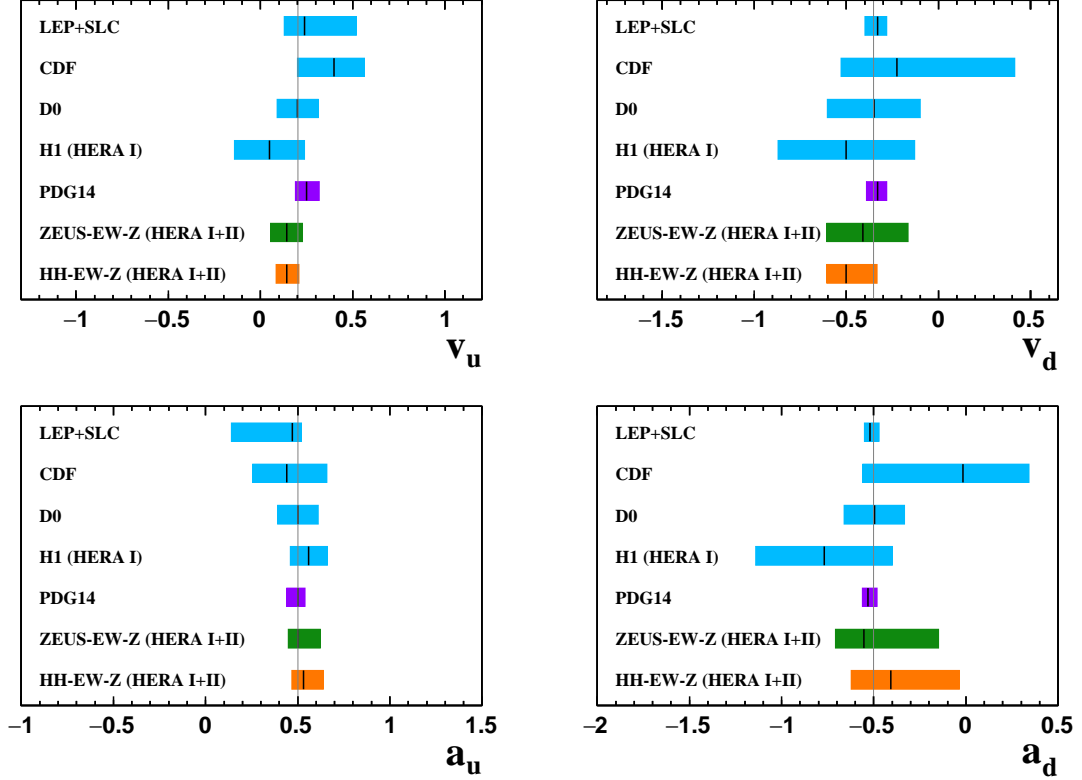 LEP+SLC
CDF
D0
H1 (HERA I)
PDG14
ZEUS-EW-Z (HERA I+II)
HH-EW-Z (HERA I+II)
−1 −0.5 0 0.5 1
v_u
LEP+SLC
CDF
D0
H1 (HERA I)
PDG14
ZEUS-EW-Z (HERA I+II)
HH-EW-Z (HERA I+II)
−1.5 −1 −0.5 0 0.5
v_d
LEP+SLC
CDF
D0
H1 (HERA I)
PDG14
ZEUS-EW-Z (HERA I+II)
HH-EW-Z (HERA I+II)
−1 −0.5 0 0.5 1 1.5
a_u
LEP+SLC
CDF
D0
H1 (HERA I)
PDG14
ZEUS-EW-Z (HERA I+II)
HH-EW-Z (HERA I+II)
−2 −1.5 −1 −0.5 0 0.5
a_d